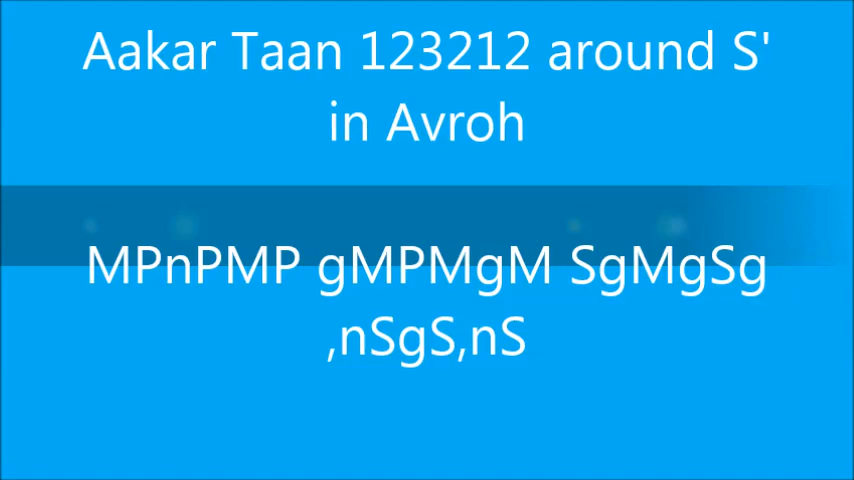 Aakar Taan 123212 around S'
in Avroh
MPnPMP gMPMgM SgMgSg
,nSgS,nS